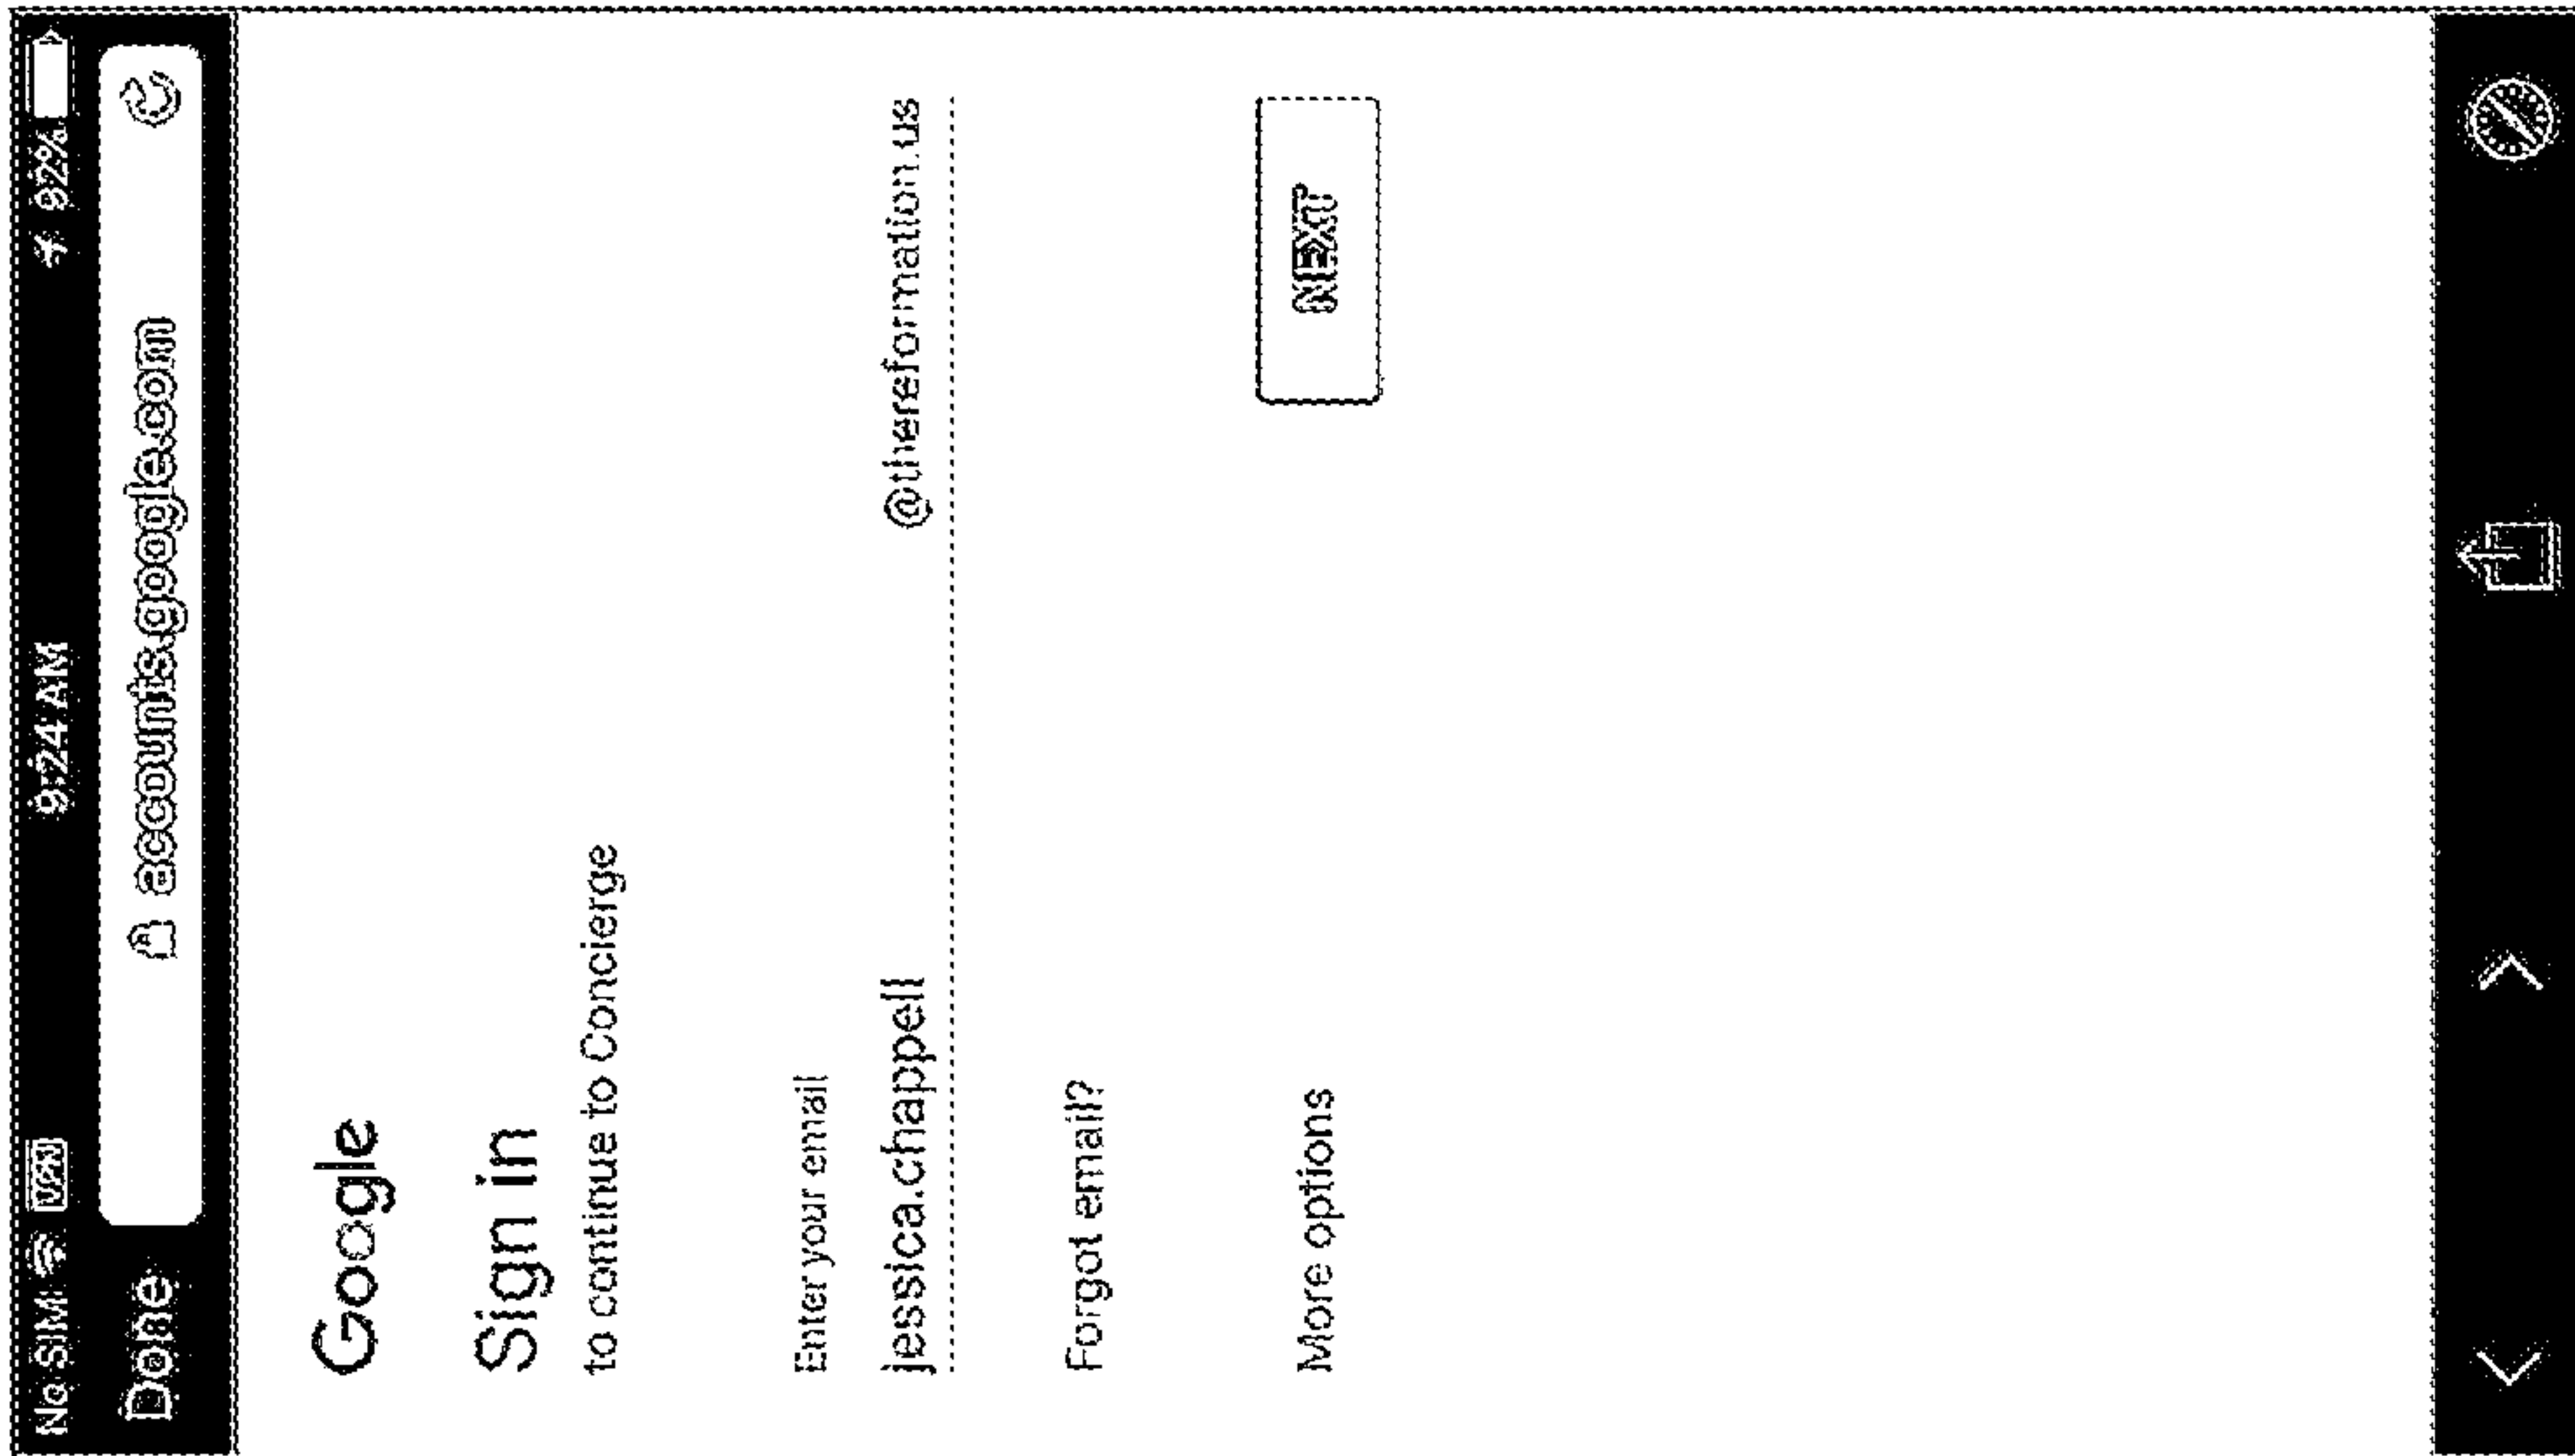 No SIM VPN 9:24 AM 92%
Done accounts.google.com
Google
Sign in
to continue to Concierge
Enter your email
jessica.chappell @thereformation.us
Forgot email?
More options NEXT